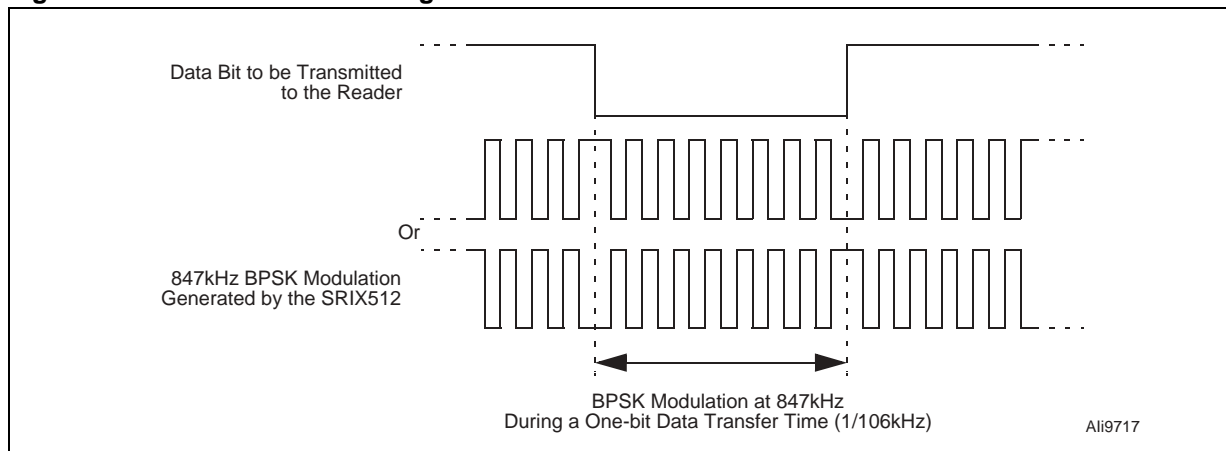 Data Bit to be Transmitted
to the Reader
Or
847kHz BPSK Modulation
Generated by the SRIX512
BPSK Modulation at 847kHz
During a One-bit Data Transfer Time (1/106kHz)
Ali9717